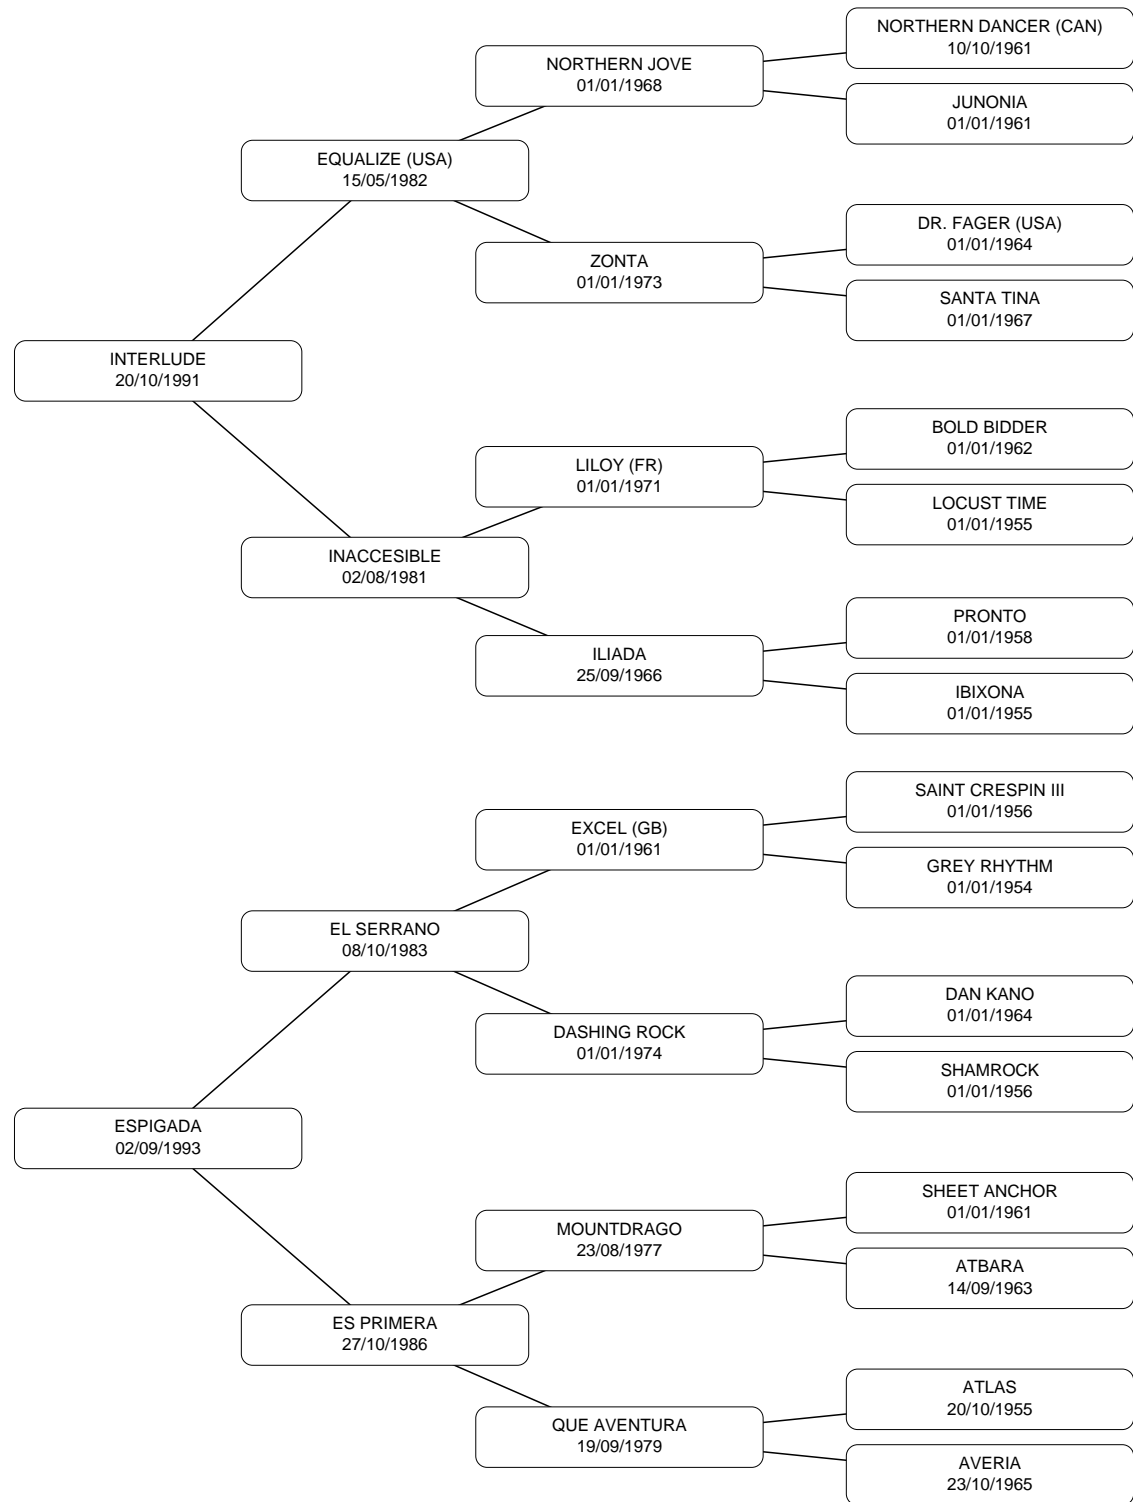 NORTHERN DANCER (CAN)
10/10/1961
NORTHERN JOVE
01/01/1968
JUNONIA
01/01/1961
EQUALIZE (USA)
15/05/1982
DR. FAGER (USA)
01/01/1964
ZONTA
01/01/1973
SANTA TINA
01/01/1967
INTERLUDE
20/10/1991
BOLD BIDDER
01/01/1962
LILOY (FR)
01/01/1971
LOCUST TIME
01/01/1955
INACCESIBLE
02/08/1981
PRONTO
01/01/1958
ILIADA
25/09/1966
IBIXONA
01/01/1955
SAINT CRESPIN III
01/01/1956
EXCEL (GB)
01/01/1961
GREY RHYTHM
01/01/1954
EL SERRANO
08/10/1983
DAN KANO
01/01/1964
DASHING ROCK
01/01/1974
SHAMROCK
01/01/1956
ESPIGADA
02/09/1993
SHEET ANCHOR
01/01/1961
MOUNTDRAGO
23/08/1977
ATBARA
14/09/1963
ES PRIMERA
27/10/1986
ATLAS
20/10/1955
QUE AVENTURA
19/09/1979
AVERIA
23/10/1965